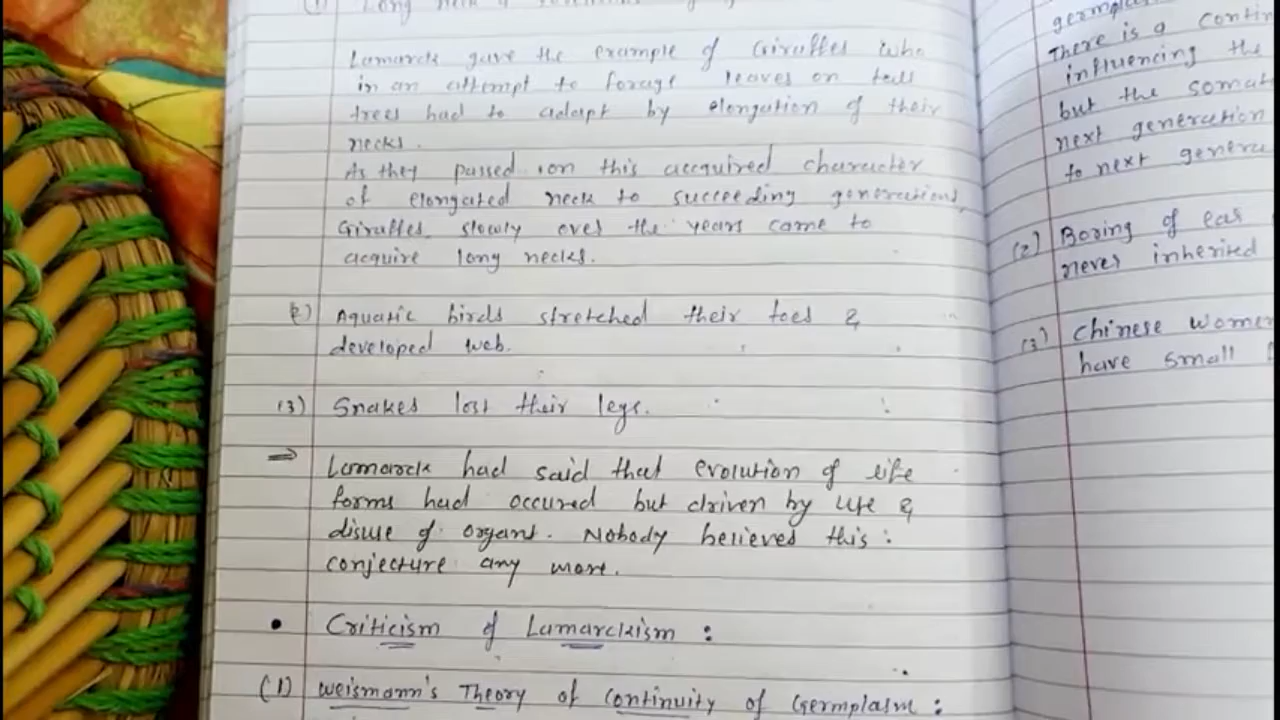 (1) Long neck of
Lamarck gave the example of Giraffes who
in an attempt to forage leaves on tall
trees had to adapt by elongation of their
necks.
As they passed on this accquired character
of elongated neck to succeeding generations,
Giraffes, slowly over the years came to
acquire long necks.
(2) Aquatic birds stretched their toes &
developed web.
(3) Snakes lost their legs.
⇒ Lamarck had said that evolution of life
forms had occured but driven by use &
disuse of organs. Nobody believes this
conjecture any more.
• Criticism of Lamarckism :
(1) Weismann's Theory of Continuity of Germplasm :
There is a contin
influencing the
but the somat
next generation
to next genera
(2) Boring of ear
never inherited
(3) Chinese women
have small